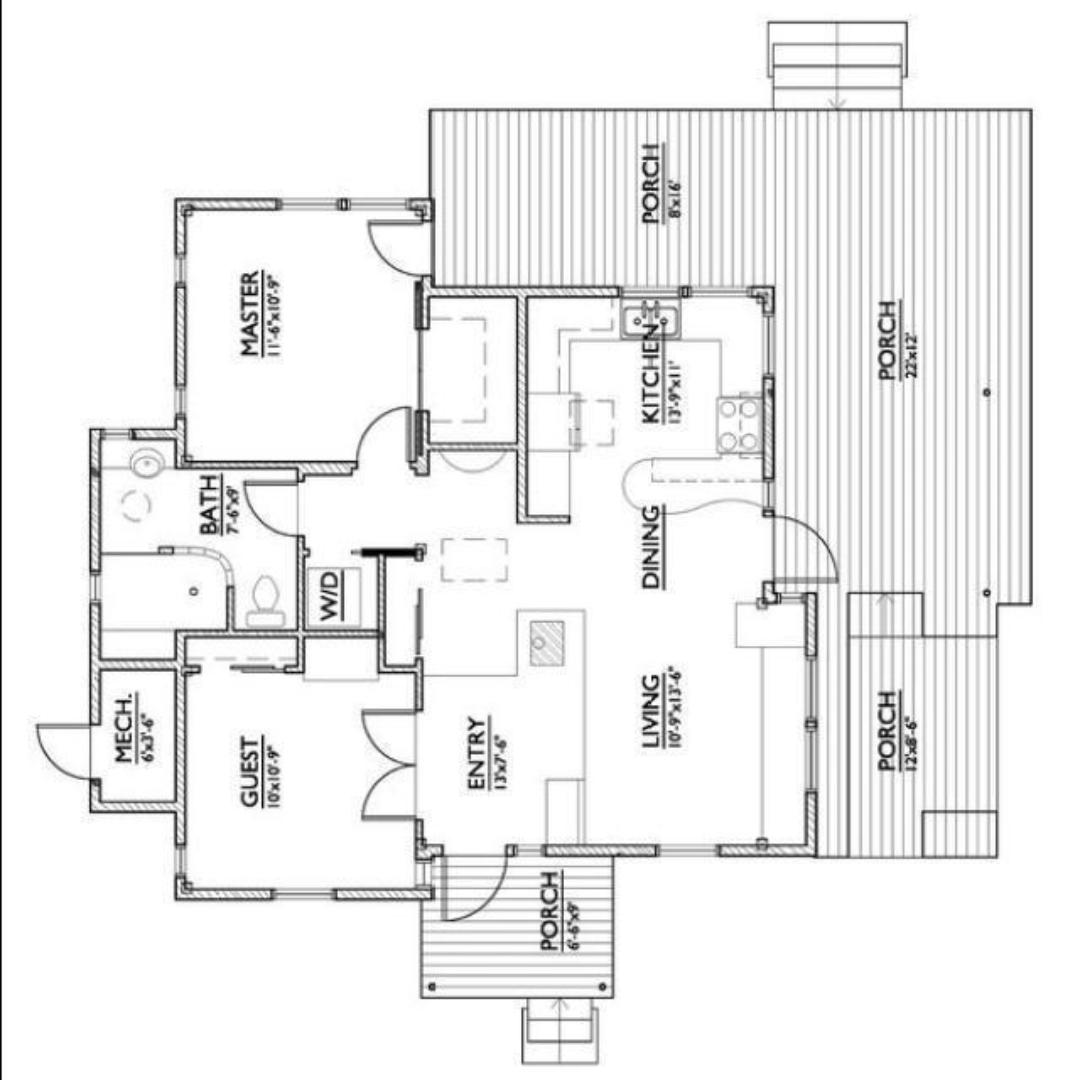 MECH.
6'x3'-6"
BATH
7'-6"x9'
GUEST
10'x10'-9"
MASTER
11'-6"x10'-9"
W/D
ENTRY
13'x7'-6"
PORCH
6'-6"x9'
LIVING
10'-9"x13'-6"
DINING
KITCHEN
13'-9"x11'
PORCH
8'x16'
PORCH
12'x8'-6"
PORCH
22'x12'